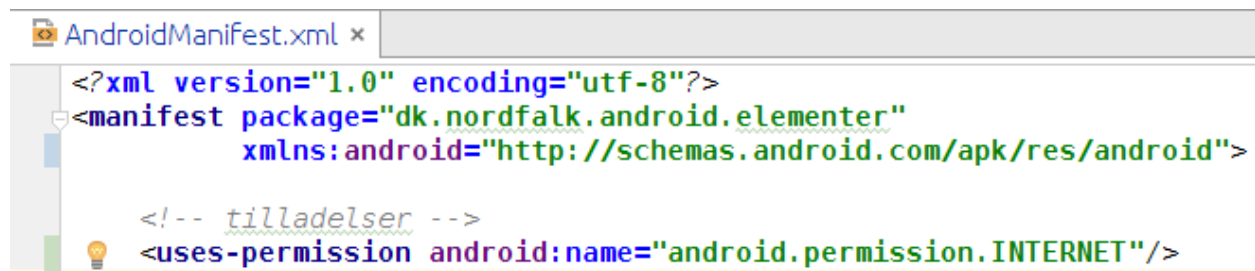 AndroidManifest.xml ×
<?xml version="1.0" encoding="utf-8"?>
<manifest package="dk.nordfalk.android.elementer"
xmlns:android="http://schemas.android.com/apk/res/android">
<!-- tilladelser -->
<uses-permission android:name="android.permission.INTERNET"/>